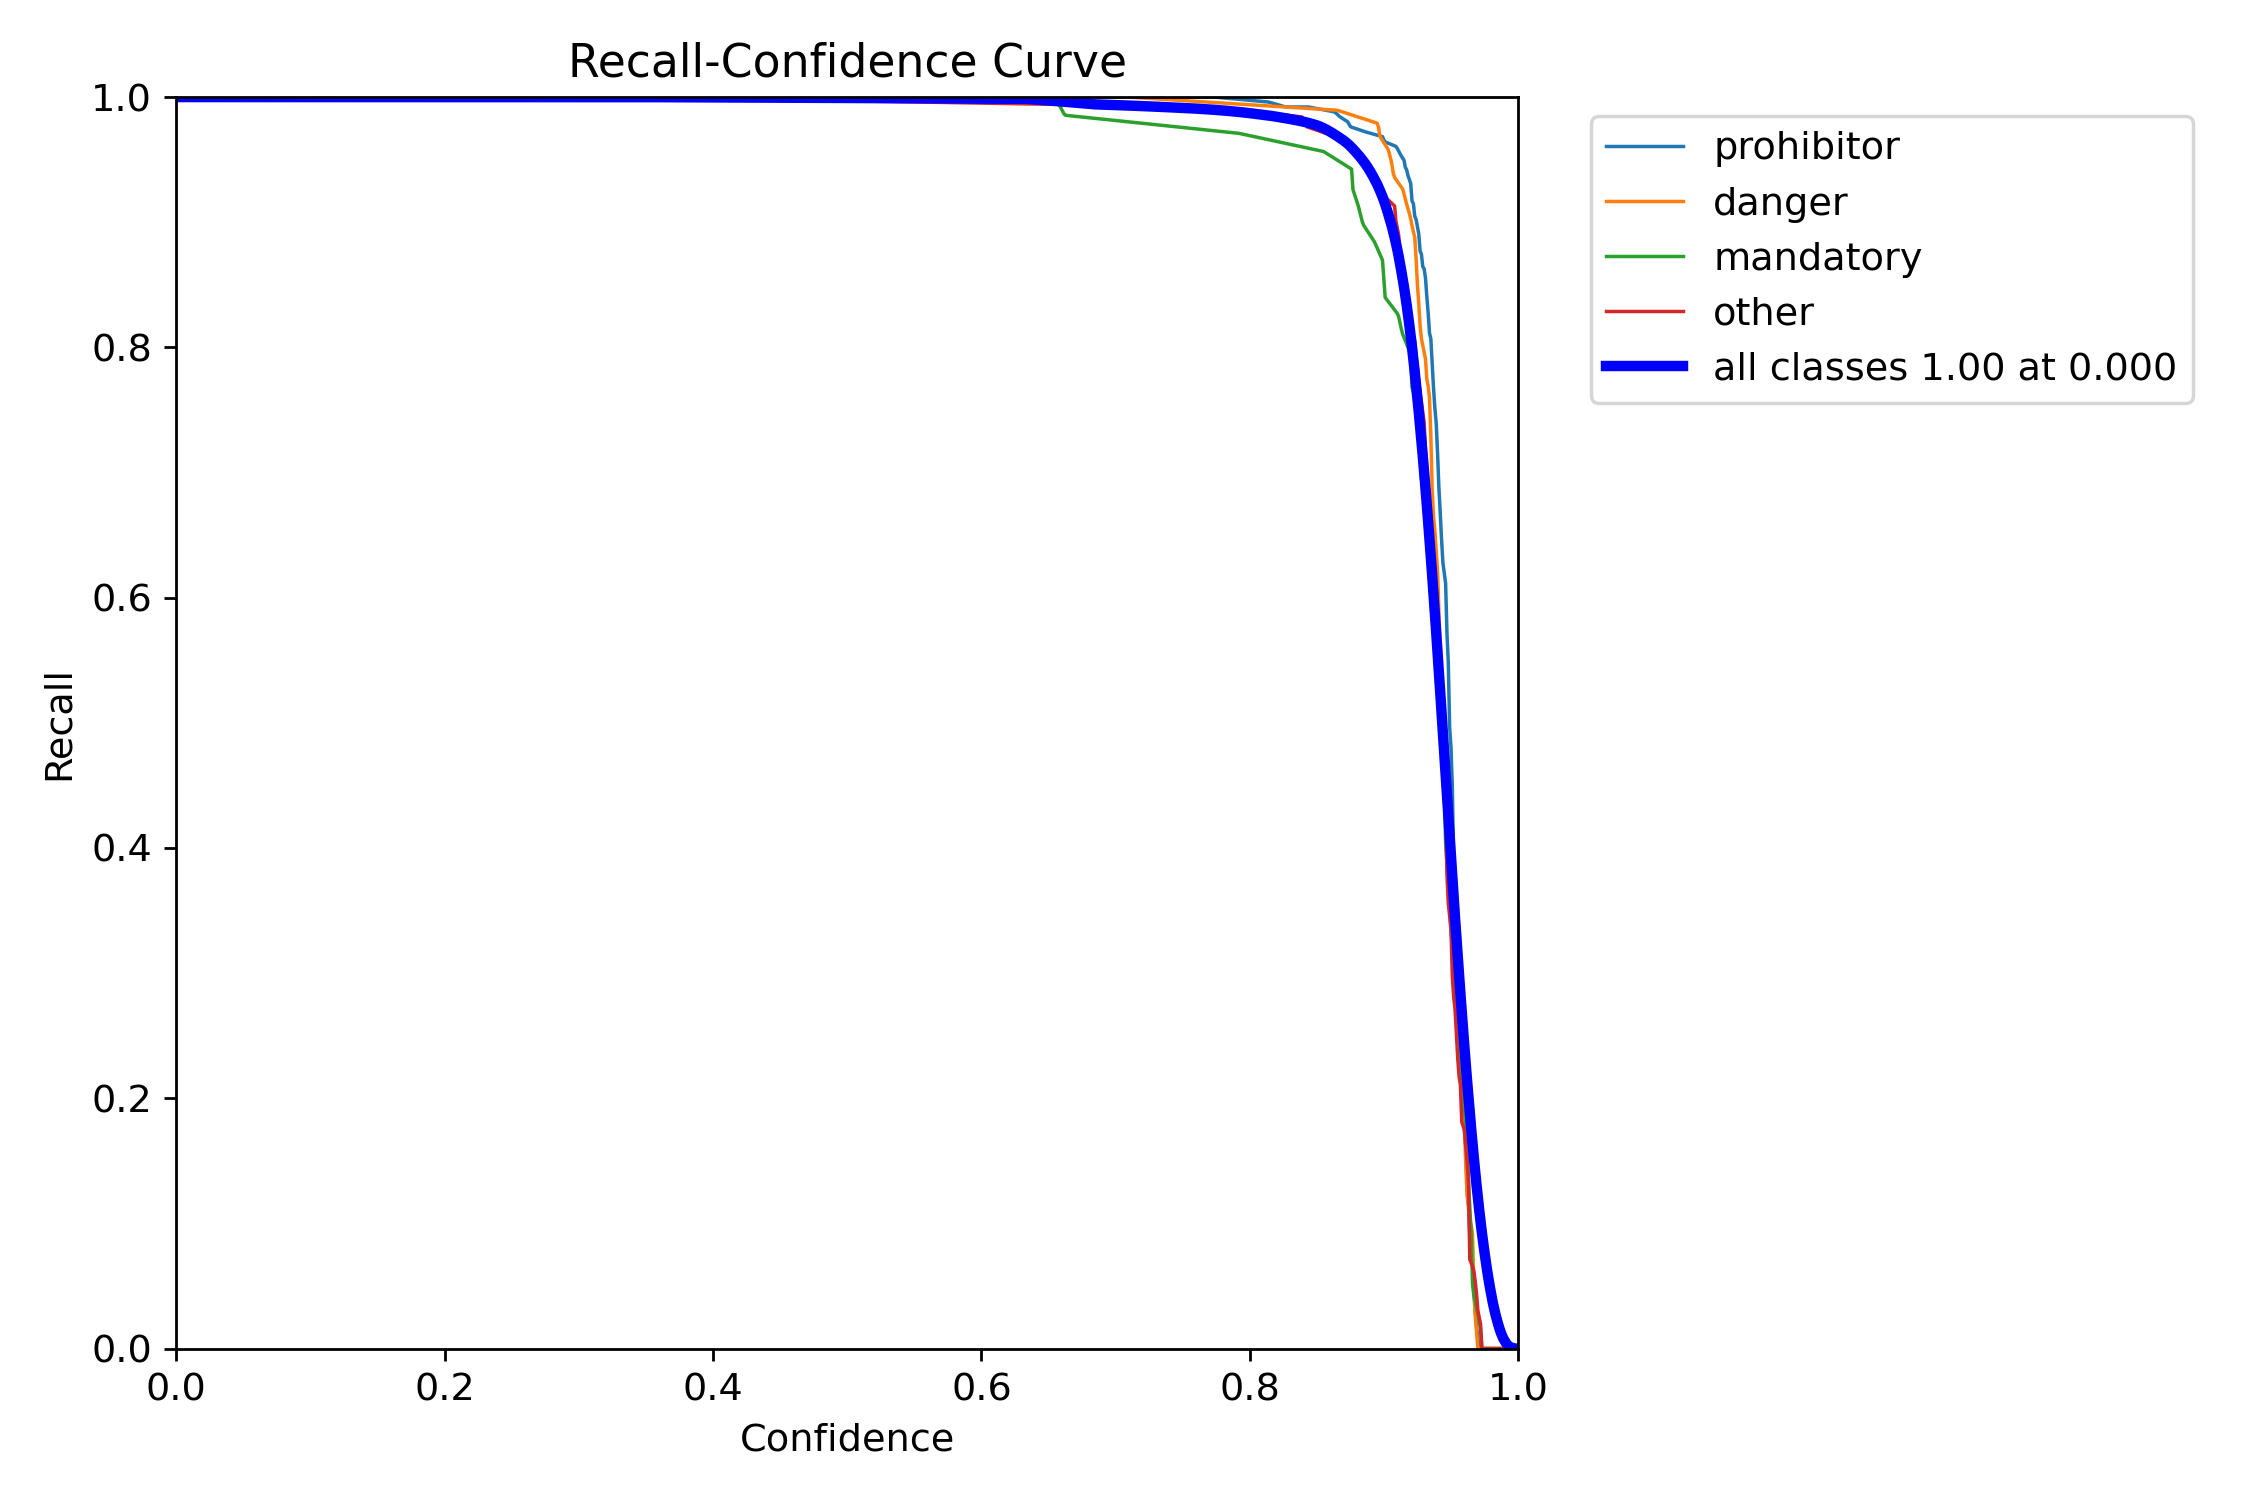 Recall-Confidence Curve
1.0
0.8
0.6
0.4
0.2
0.0
Recall
0.0 0.2 0.4 0.6 0.8 1.0
Confidence
prohibitor
danger
mandatory
other
all classes 1.00 at 0.000